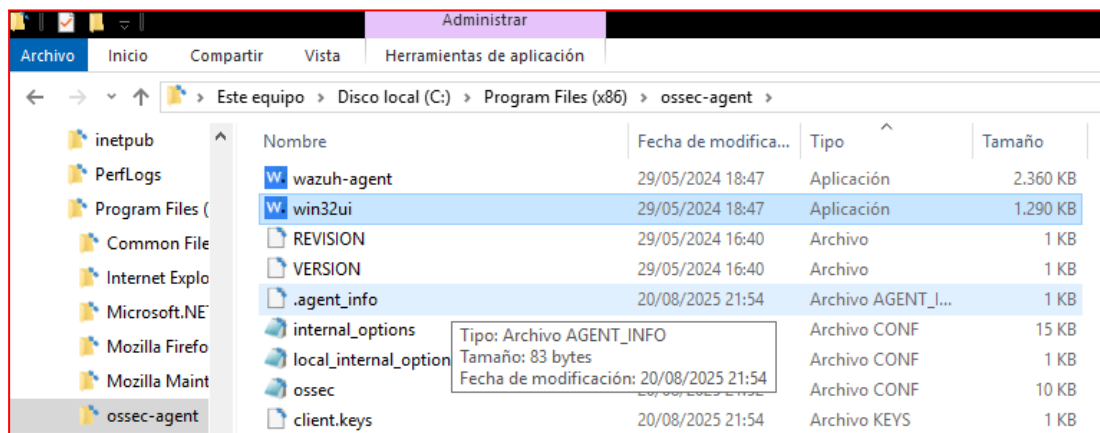 Administrar
Archivo Inicio Compartir Vista Herramientas de aplicación
Este equipo > Disco local (C:) > Program Files (x86) > ossec-agent >
inetpub
PerfLogs
Program Files (
Common File
Internet Explo
Microsoft.NE
Mozilla Firefo
Mozilla Maint
ossec-agent
Nombre Fecha de modifica... Tipo Tamaño
W. wazuh-agent 29/05/2024 18:47 Aplicación 2.360 KB
W. win32ui 29/05/2024 18:47 Aplicación 1.290 KB
REVISION 29/05/2024 16:40 Archivo 1 KB
VERSION 29/05/2024 16:40 Archivo 1 KB
.agent_info 20/08/2025 21:54 Archivo AGENT_I... 1 KB
internal_options Archivo CONF 15 KB
local_internal_option Archivo CONF 1 KB
ossec Archivo CONF 10 KB
client.keys 20/08/2025 21:54 Archivo KEYS 1 KB
Tipo: Archivo AGENT_INFO
Tamaño: 83 bytes
Fecha de modificación: 20/08/2025 21:54